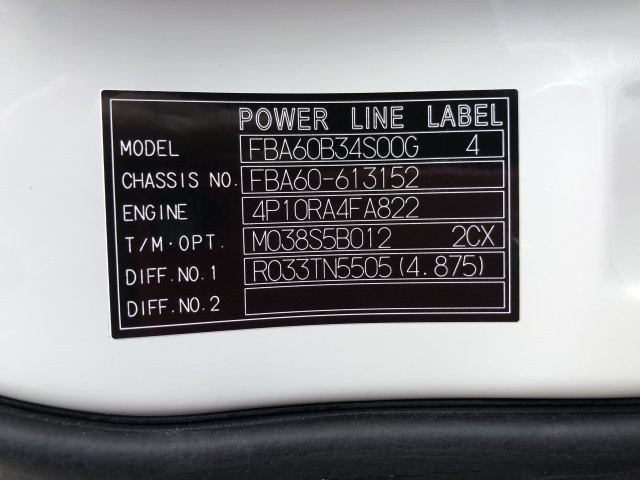 POWER LINE LABEL
MODEL FBA60B34S00G 4
CHASSIS NO. FBA60-613152
ENGINE 4P10RA4FA822
T/M·OPT. M038S5B012 2CX
DIFF.NO.1 R033TN5505(4.875)
DIFF.NO.2